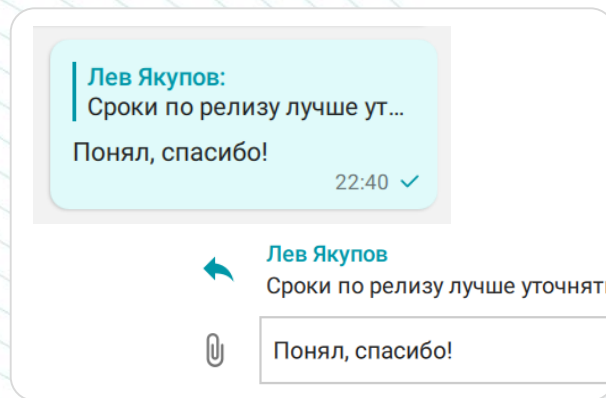 Лев Якупов:
Сроки по релизу лучше ут...
Понял, спасибо!
22:40
Лев Якупов
Сроки по релизу лучше уточнять
Понял, спасибо!